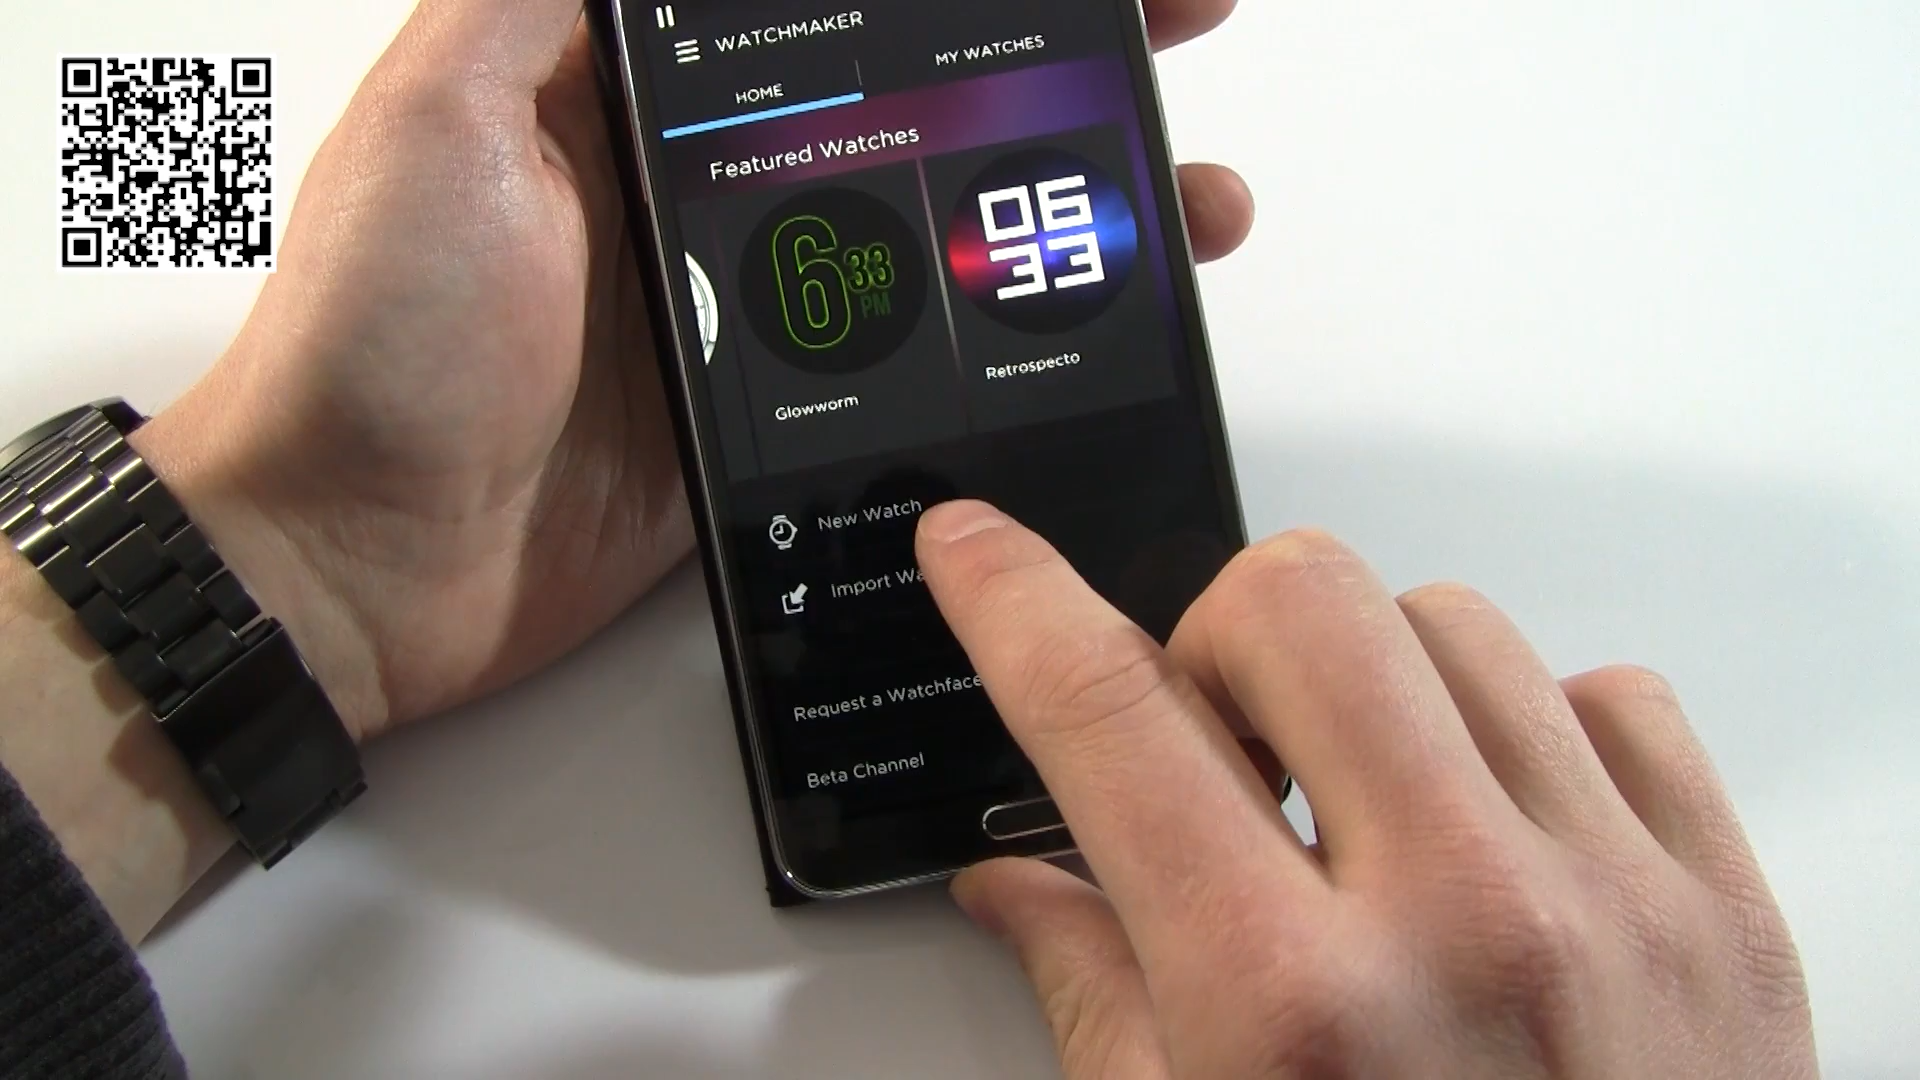 WATCHMAKER
HOME
MY WATCHES
Featured Watches
6 33
PM
06
33
Glowworm
Retrospecto
New Watch
Import
Request a Watchface
Beta Channel